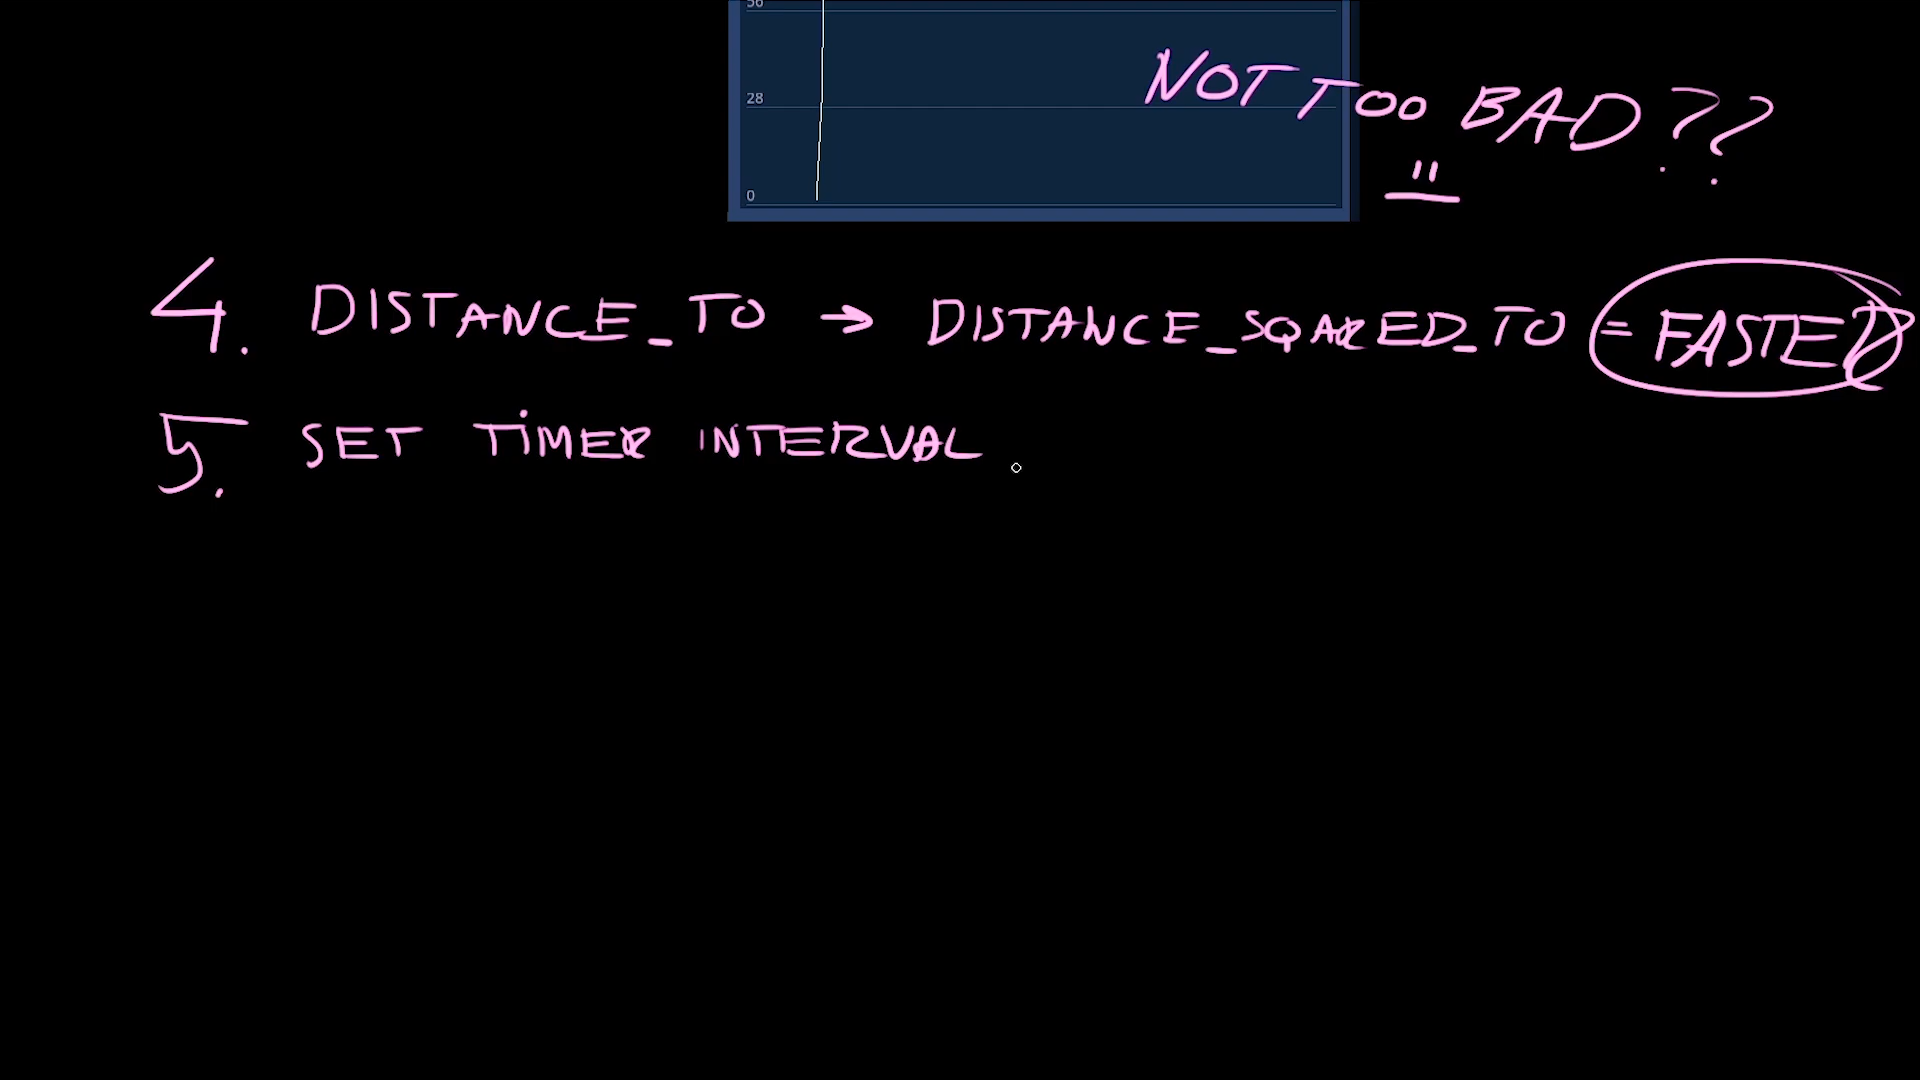 56
28
NOT TOO BAD??
0
4. DISTANCE_TO → DISTANCE_SQARED_TO = FASTER
5. SET TIMER INTERVAL